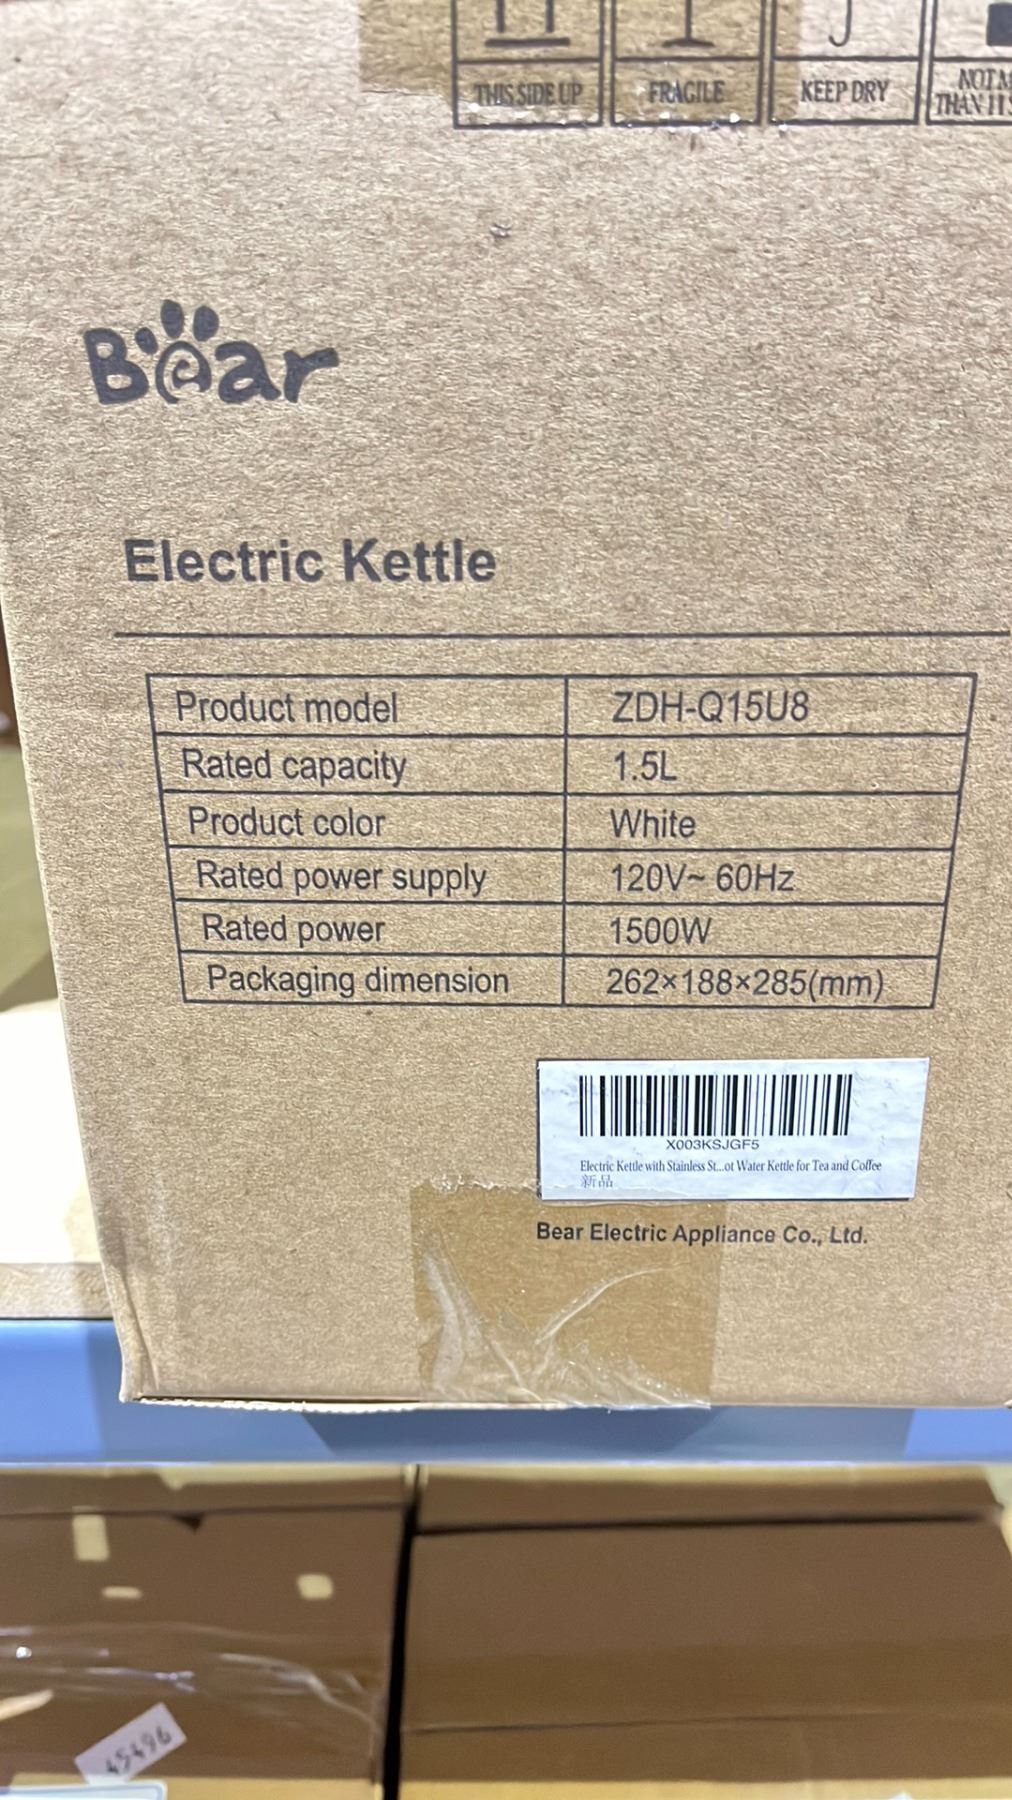 THIS SIDE UP FRAGILE KEEP DRY
Bear
Electric Kettle
Product model ZDH-Q15U8
Rated capacity 1.5L
Product color White
Rated power supply 120V~ 60Hz
Rated power 1500W
Packaging dimension 262×188×285(mm)
X003KSJGF5
Electric Kettle with Stainless St...ot Water Kettle for Tea and Coffee
新品
Bear Electric Appliance Co., Ltd.
45496